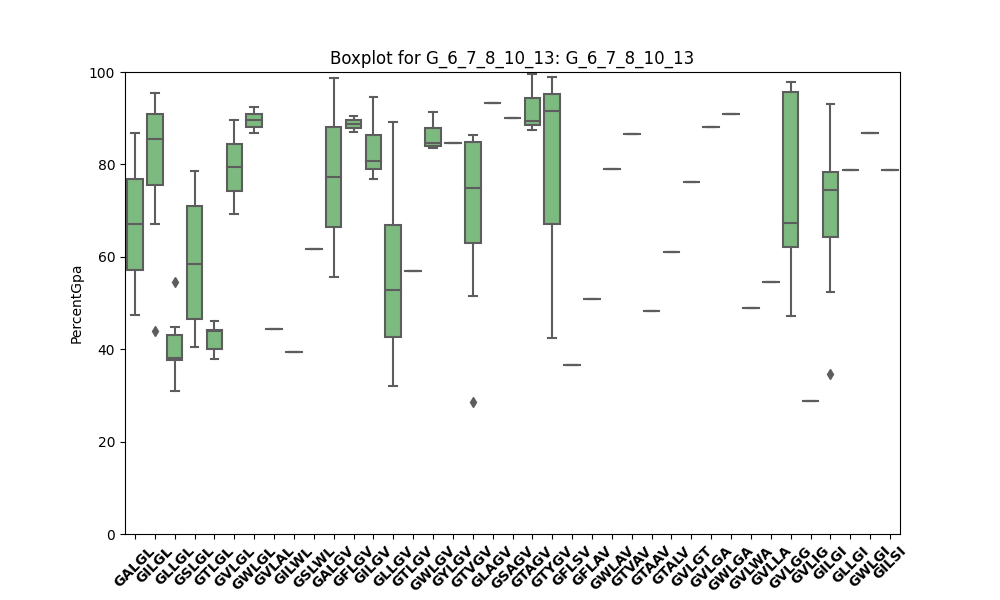 Boxplot for G_6_7_8_10_13: G_6_7_8_10_13
PercentGpa
100
80
60
40
20
0
GALGL
GILGL
GLLGL
GSLGL
GTLGL
GVLGL
GWLGL
GVLAL
GILWL
GSLWL
GALGV
GFLGV
GILGV
GLLGV
GTLGV
GWLGV
GYLGV
GTVGV
GLAGV
GSAGV
GTAGV
GTYGV
GFLSV
GFLAV
GWLAV
GTVAV
GTAAV
GTALV
GVLGT
GVLGA
GWLGA
GVLWA
GVLLA
GVLGG
GVLIG
GILGI
GLLGI
GWLGI
GILSI